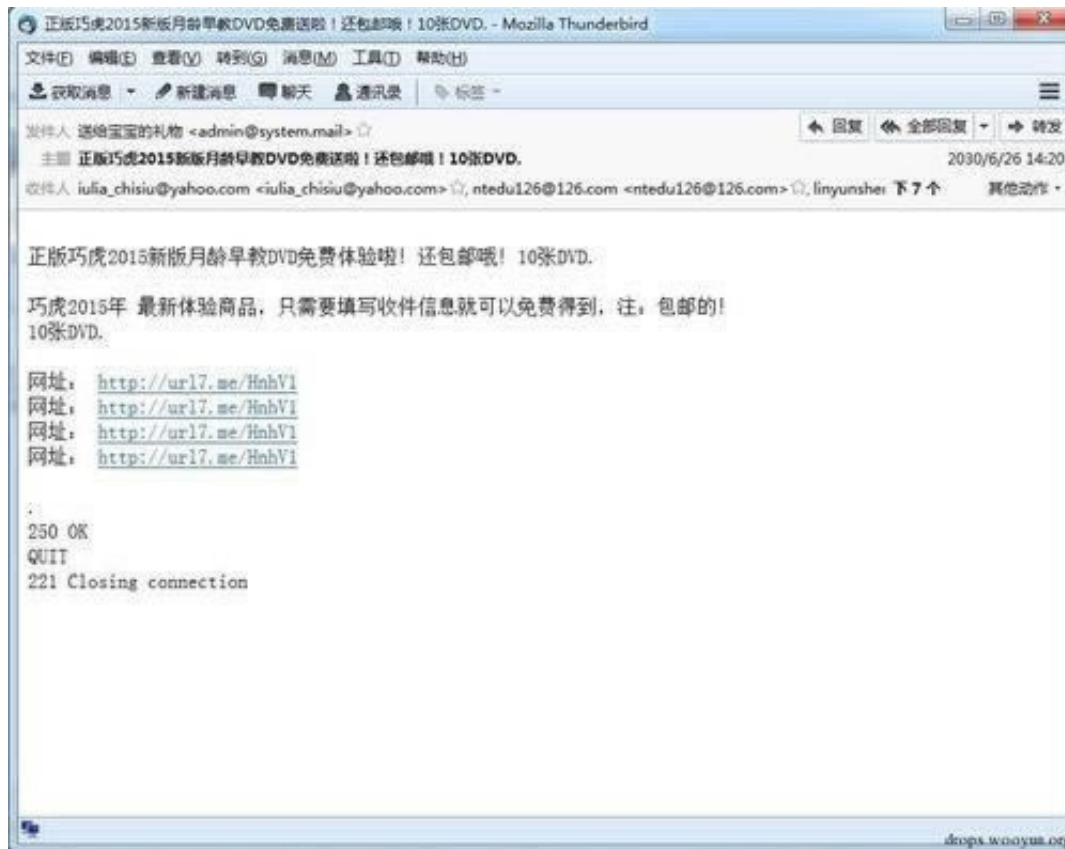 正版巧虎2015新版月龄早教DVD免费送啦！还包邮哦！10张DVD. - Mozilla Thunderbird
文件(F) 编辑(E) 查看(V) 转到(G) 消息(M) 工具(T) 帮助(H)
获取消息 新建消息 聊天 通讯录 标签
发件人 送给宝宝的礼物 <admin@system.mail> 回复 全部回复 转发
主题 正版巧虎2015新版月龄早教DVD免费送啦！还包邮哦！10张DVD. 2030/6/26 14:20
收件人 iulia_chisiu@yahoo.com <iulia_chisiu@yahoo.com>, ntedu126@126.com <ntedu126@126.com>, linyunshe 下 7 个 其他动作
正版巧虎2015新版月龄早教DVD免费体验啦！还包邮哦！10张DVD.
巧虎2015年 最新体验商品，只需要填写收件信息就可以免费得到，注：包邮的！
10张DVD.
网址： http://url7.me/HnhV1
网址： http://url7.me/HnhV1
网址： http://url7.me/HnhV1
网址： http://url7.me/HnhV1
.
250 OK
QUIT
221 Closing connection
drops.wooyun.or